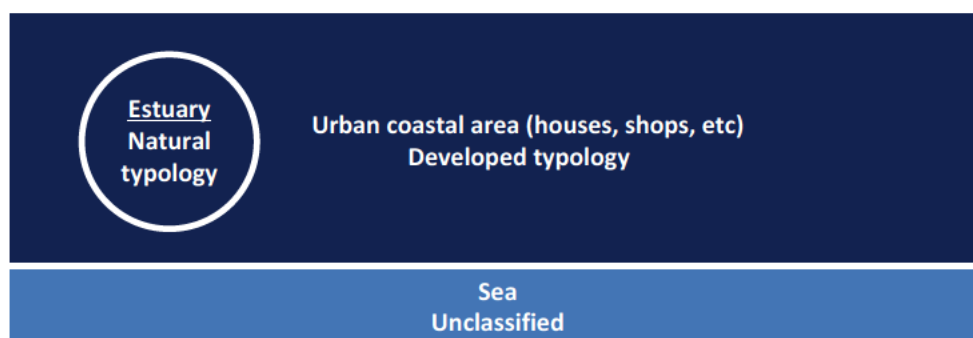 Estuary
Natural
typology
Urban coastal area (houses, shops, etc)
Developed typology
Sea
Unclassified